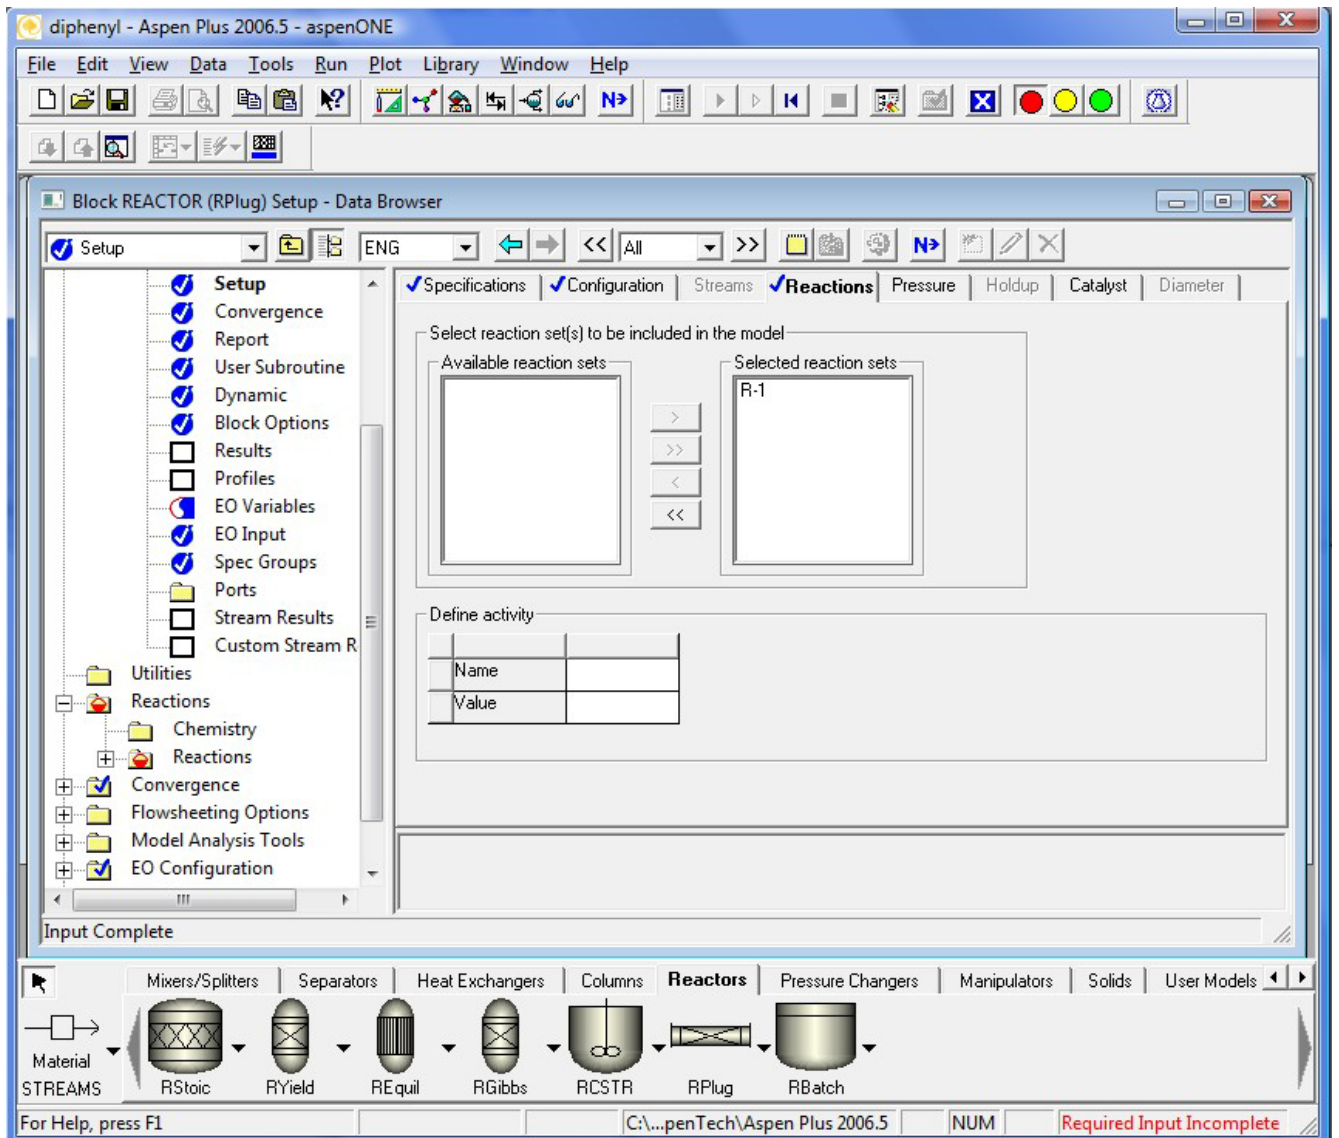 diphenyl - Aspen Plus 2006.5 - aspenONE
File Edit View Data Tools Run Plot Library Window Help
N>
Block REACTOR (RPlug) Setup - Data Browser
Setup ENG << All >> N>
Setup
Convergence
Report
User Subroutine
Dynamic
Block Options
Results
Profiles
EO Variables
EO Input
Spec Groups
Ports
Stream Results
Custom Stream R
Utilities
Reactions
Chemistry
Reactions
Convergence
Flowsheeting Options
Model Analysis Tools
EO Configuration
Specifications Configuration Streams Reactions Pressure Holdup Catalyst Diameter
Select reaction set(s) to be included in the model
Available reaction sets Selected reaction sets
R-1
>
>>
<
<<
Define activity
Name
Value
Input Complete
Mixers/Splitters Separators Heat Exchangers Columns Reactors Pressure Changers Manipulators Solids User Models
Material
STREAMS RStoic RYield REquil RGibbs RCSTR RPlug RBatch
For Help, press F1 C:\...penTech\Aspen Plus 2006.5 NUM Required Input Incomplete